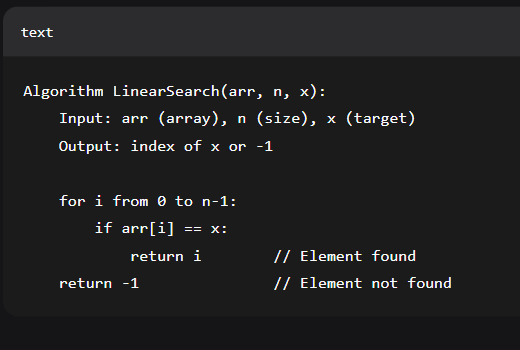 text
Algorithm LinearSearch(arr, n, x):
    Input: arr (array), n (size), x (target)
    Output: index of x or -1

    for i from 0 to n-1:
        if arr[i] == x:
            return i        // Element found
    return -1               // Element not found